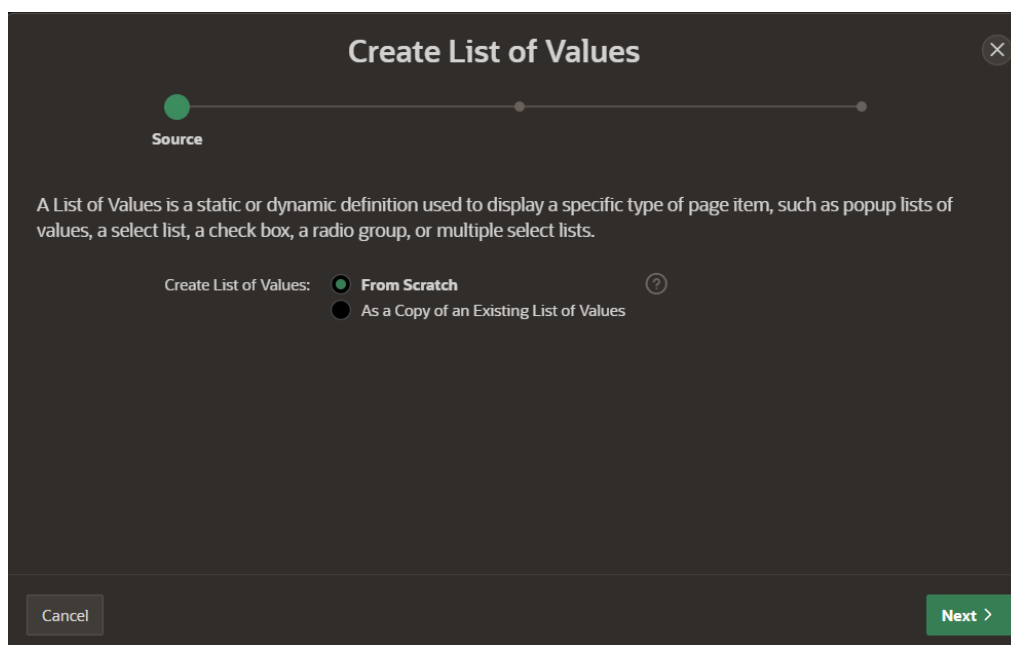 Create List of Values
Source
A List of Values is a static or dynamic definition used to display a specific type of page item, such as popup lists of
values, a select list, a check box, a radio group, or multiple select lists.
Create List of Values:
From Scratch
?
As a Copy of an Existing List of Values
Cancel
Next